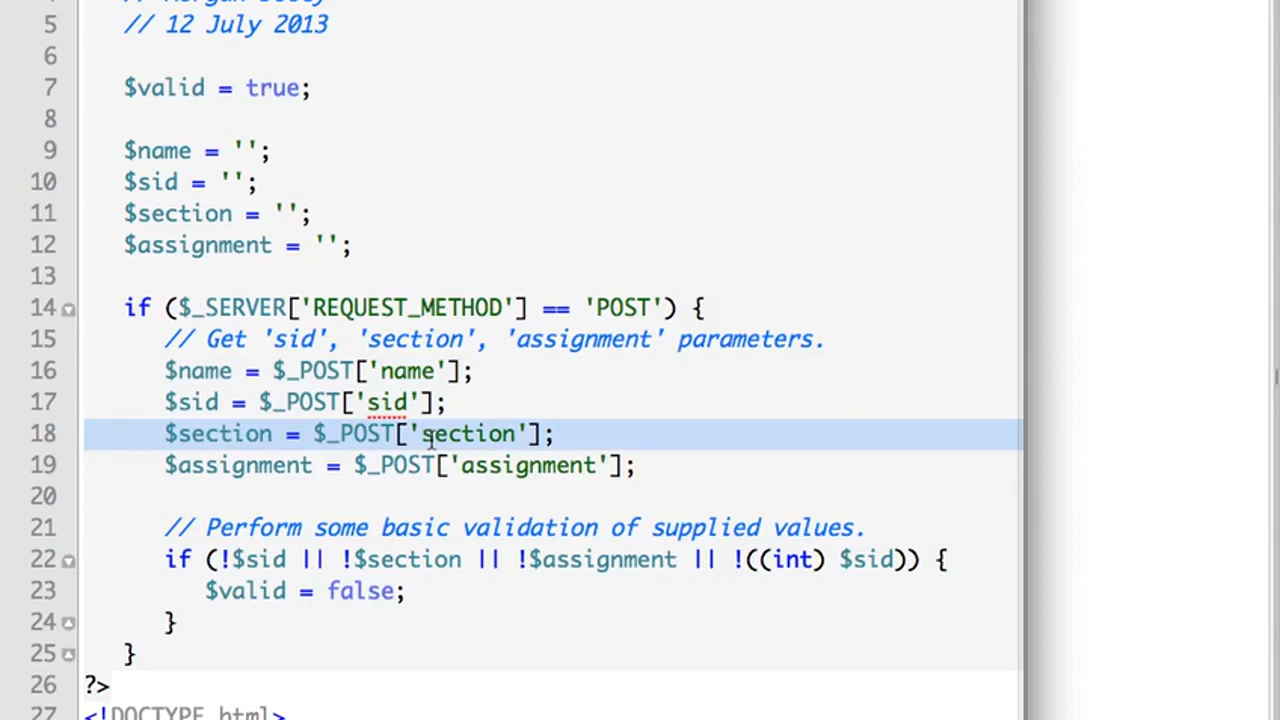 5 // 12 July 2013
6
7 $valid = true;
8
9 $name = '';
10 $sid = '';
11 $section = '';
12 $assignment = '';
13
14 if ($_SERVER['REQUEST_METHOD'] == 'POST') {
15 // Get 'sid', 'section', 'assignment' parameters.
16 $name = $_POST['name'];
17 $sid = $_POST['sid'];
18 $section = $_POST['section'];
19 $assignment = $_POST['assignment'];
20
21 // Perform some basic validation of supplied values.
22 if (!$sid || !$section || !$assignment || !((int) $sid)) {
23 $valid = false;
24 }
25 }
26 ?>
27 <!DOCTYPE html>